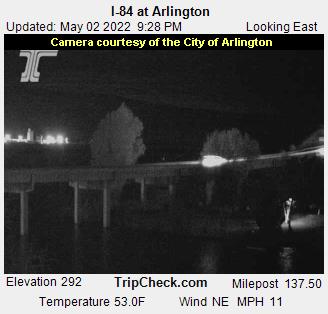 I-84 at Arlington
Updated: May 02 2022 9:28 PM Looking East
Camera courtesy of the City of Arlington
Elevation 292 TripCheck.com Milepost 137.50
Temperature 53.0F Wind NE MPH 11